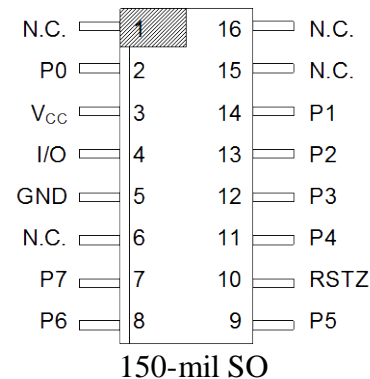 N.C. 1 16 N.C.
P0 2 15 N.C.
VCC 3 14 P1
I/O 4 13 P2
GND 5 12 P3
N.C. 6 11 P4
P7 7 10 RSTZ
P6 8 9 P5
150-mil SO